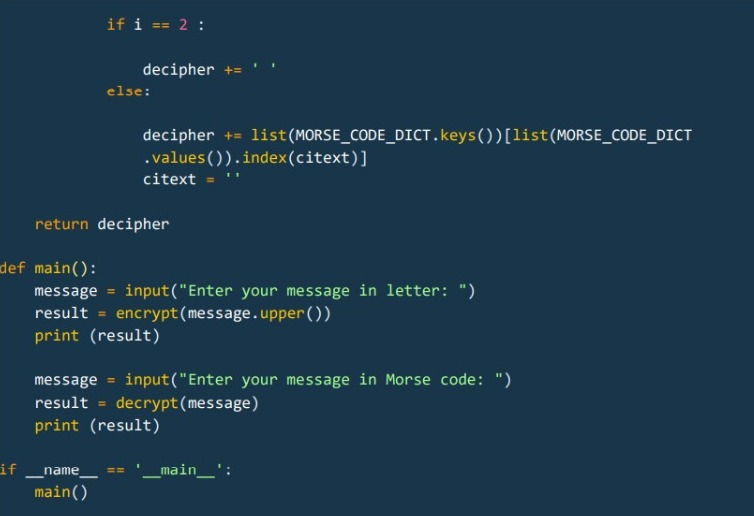 if i == 2 :
decipher += ' '
else:
decipher += list(MORSE_CODE_DICT.keys())[list(MORSE_CODE_DICT
.values()).index(citext)]
citext = ''
return decipher
def main():
message = input("Enter your message in letter: ")
result = encrypt(message.upper())
print (result)
message = input("Enter your message in Morse code: ")
result = decrypt(message)
print (result)
if __name__ == '__main__':
main()